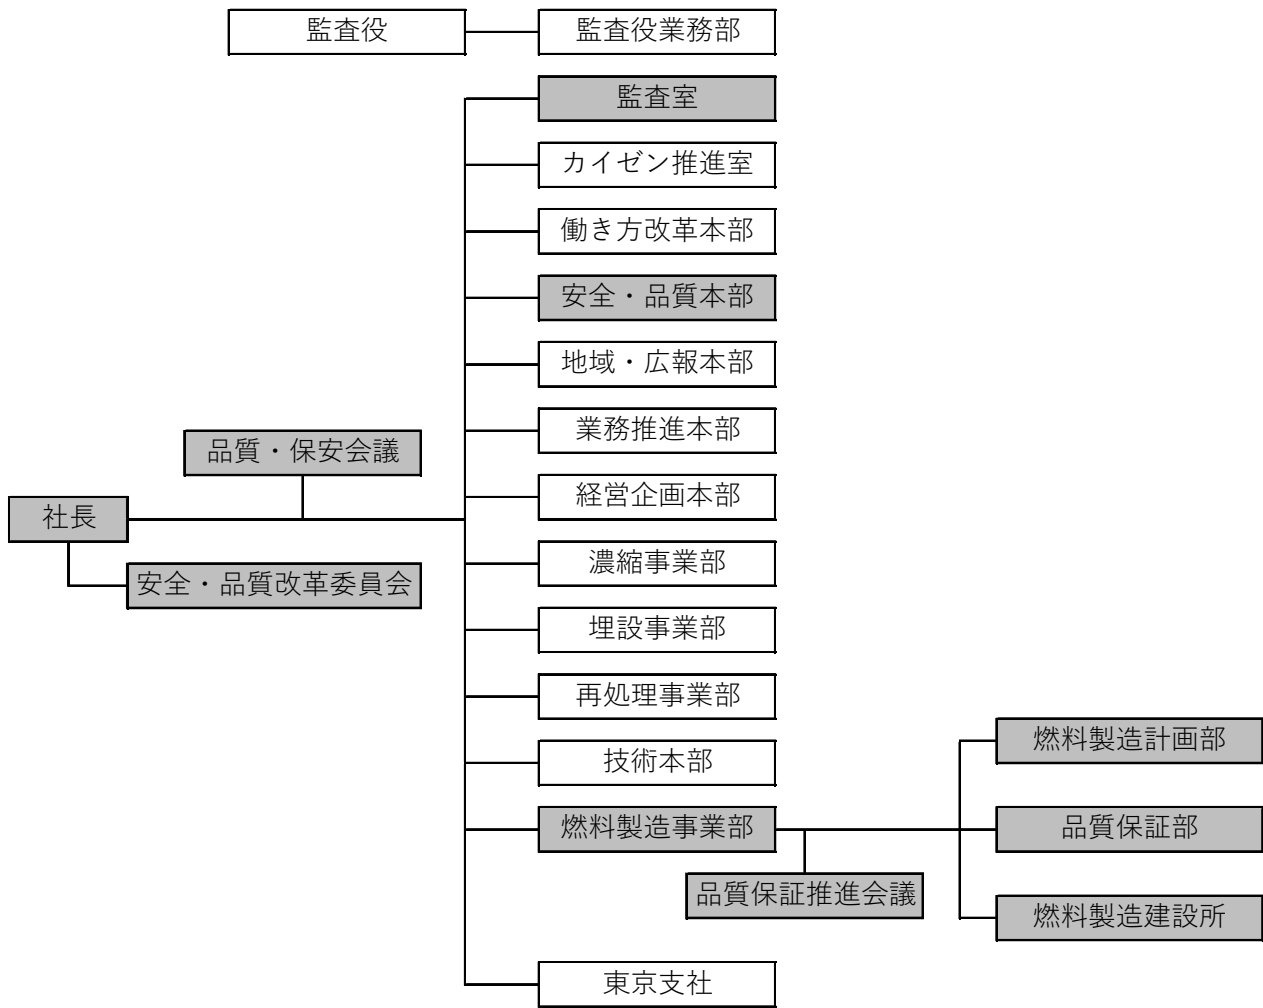 監査役
監査役業務部
監査室
カイゼン推進室
働き方改革本部
安全・品質本部
地域・広報本部
業務推進本部
品質・保安会議
経営企画本部
社長
濃縮事業部
安全・品質改革委員会
埋設事業部
再処理事業部
技術本部
燃料製造計画部
燃料製造事業部
品質保証部
品質保証推進会議
燃料製造建設所
東京支社